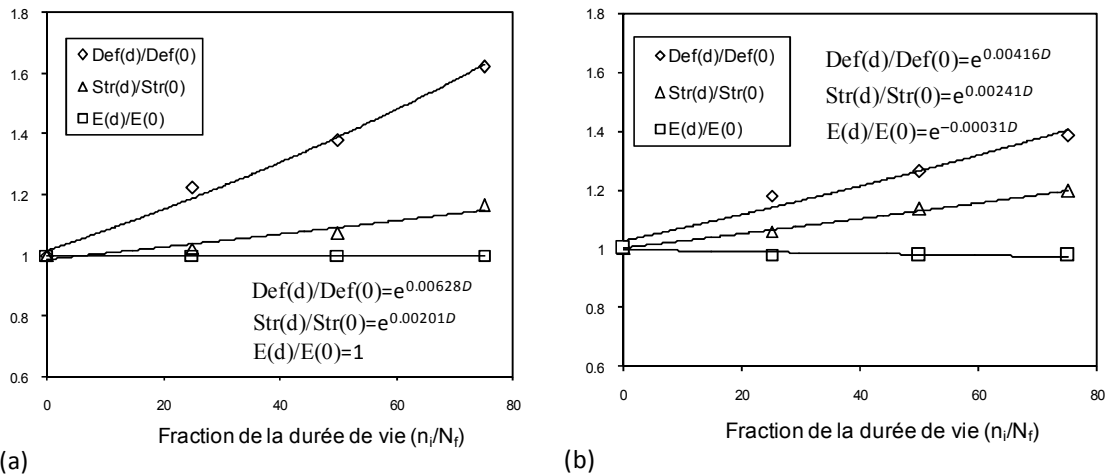 1.8
1.6
1.4
1.2
1
0.8
0.6
Def(d)/Def(0)
Str(d)/Str(0)
E(d)/E(0)
Def(d)/Def(0)=e^0.00628D
Str(d)/Str(0)=e^0.00201D
E(d)/E(0)=1
0 20 40 60 80
Fraction de la durée de vie (ni/Nf)
(a)
1.8
1.6
1.4
1.2
1
0.8
0.6
Def(d)/Def(0)
Str(d)/Str(0)
E(d)/E(0)
Def(d)/Def(0)=e^0.00416D
Str(d)/Str(0)=e^0.00241D
E(d)/E(0)=e^−0.00031D
0 20 40 60 80
Fraction de la durée de vie (ni/Nf)
(b)